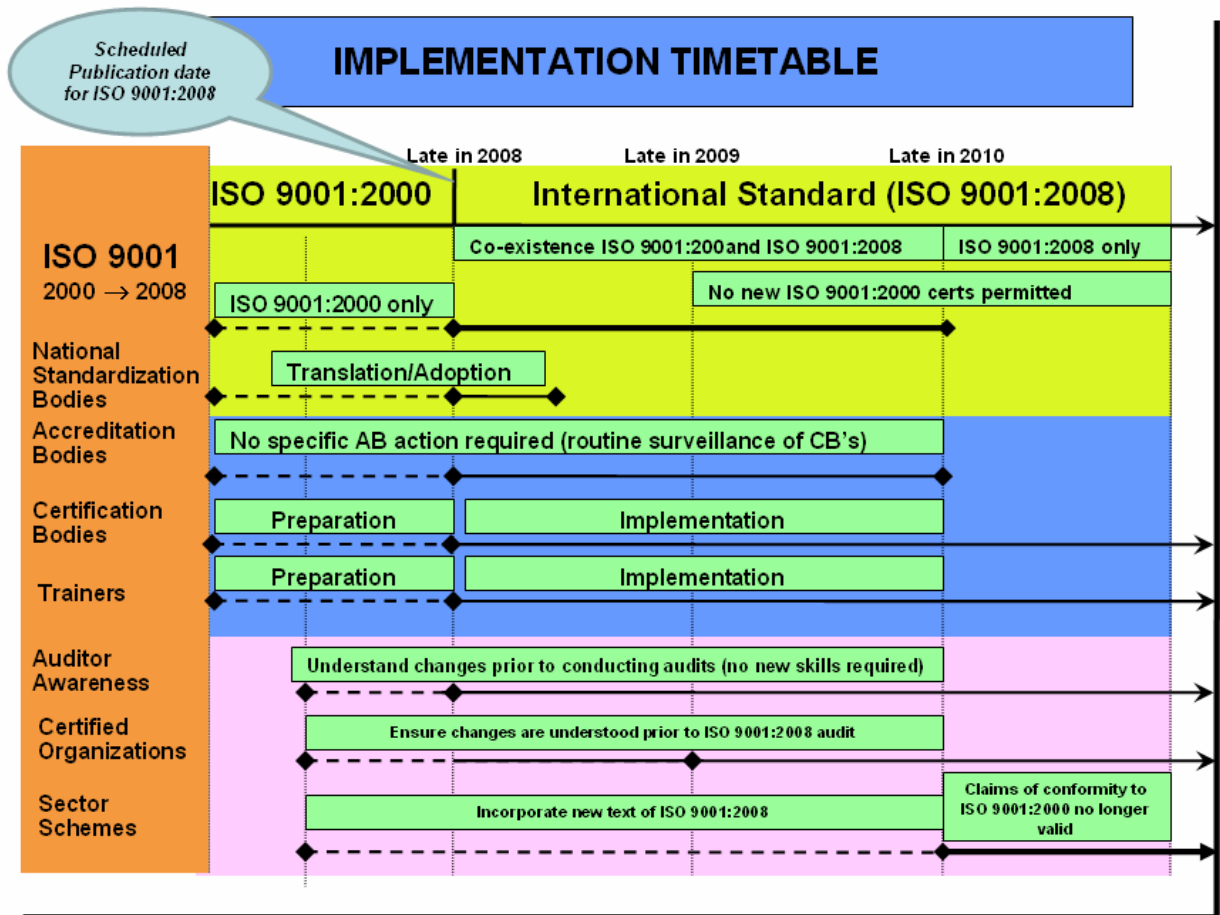 Scheduled
Publication date
for ISO 9001:2008
IMPLEMENTATION TIMETABLE
Late in 2008
Late in 2009
Late in 2010
ISO 9001:2000
International Standard (ISO 9001:2008)
ISO 9001
2000 → 2008
Co-existence ISO 9001:200and ISO 9001:2008
ISO 9001:2008 only
No new ISO 9001:2000 certs permitted
ISO 9001:2000 only
National
Standardization
Bodies
Translation/Adoption
Accreditation
Bodies
No specific AB action required (routine surveillance of CB's)
Certification
Bodies
Preparation
Implementation
Trainers
Preparation
Implementation
Auditor
Awareness
Understand changes prior to conducting audits (no new skills required)
Certified
Organizations
Ensure changes are understood prior to ISO 9001:2008 audit
Sector
Schemes
Incorporate new text of ISO 9001:2008
Claims of conformity to
ISO 9001:2000 no longer
valid